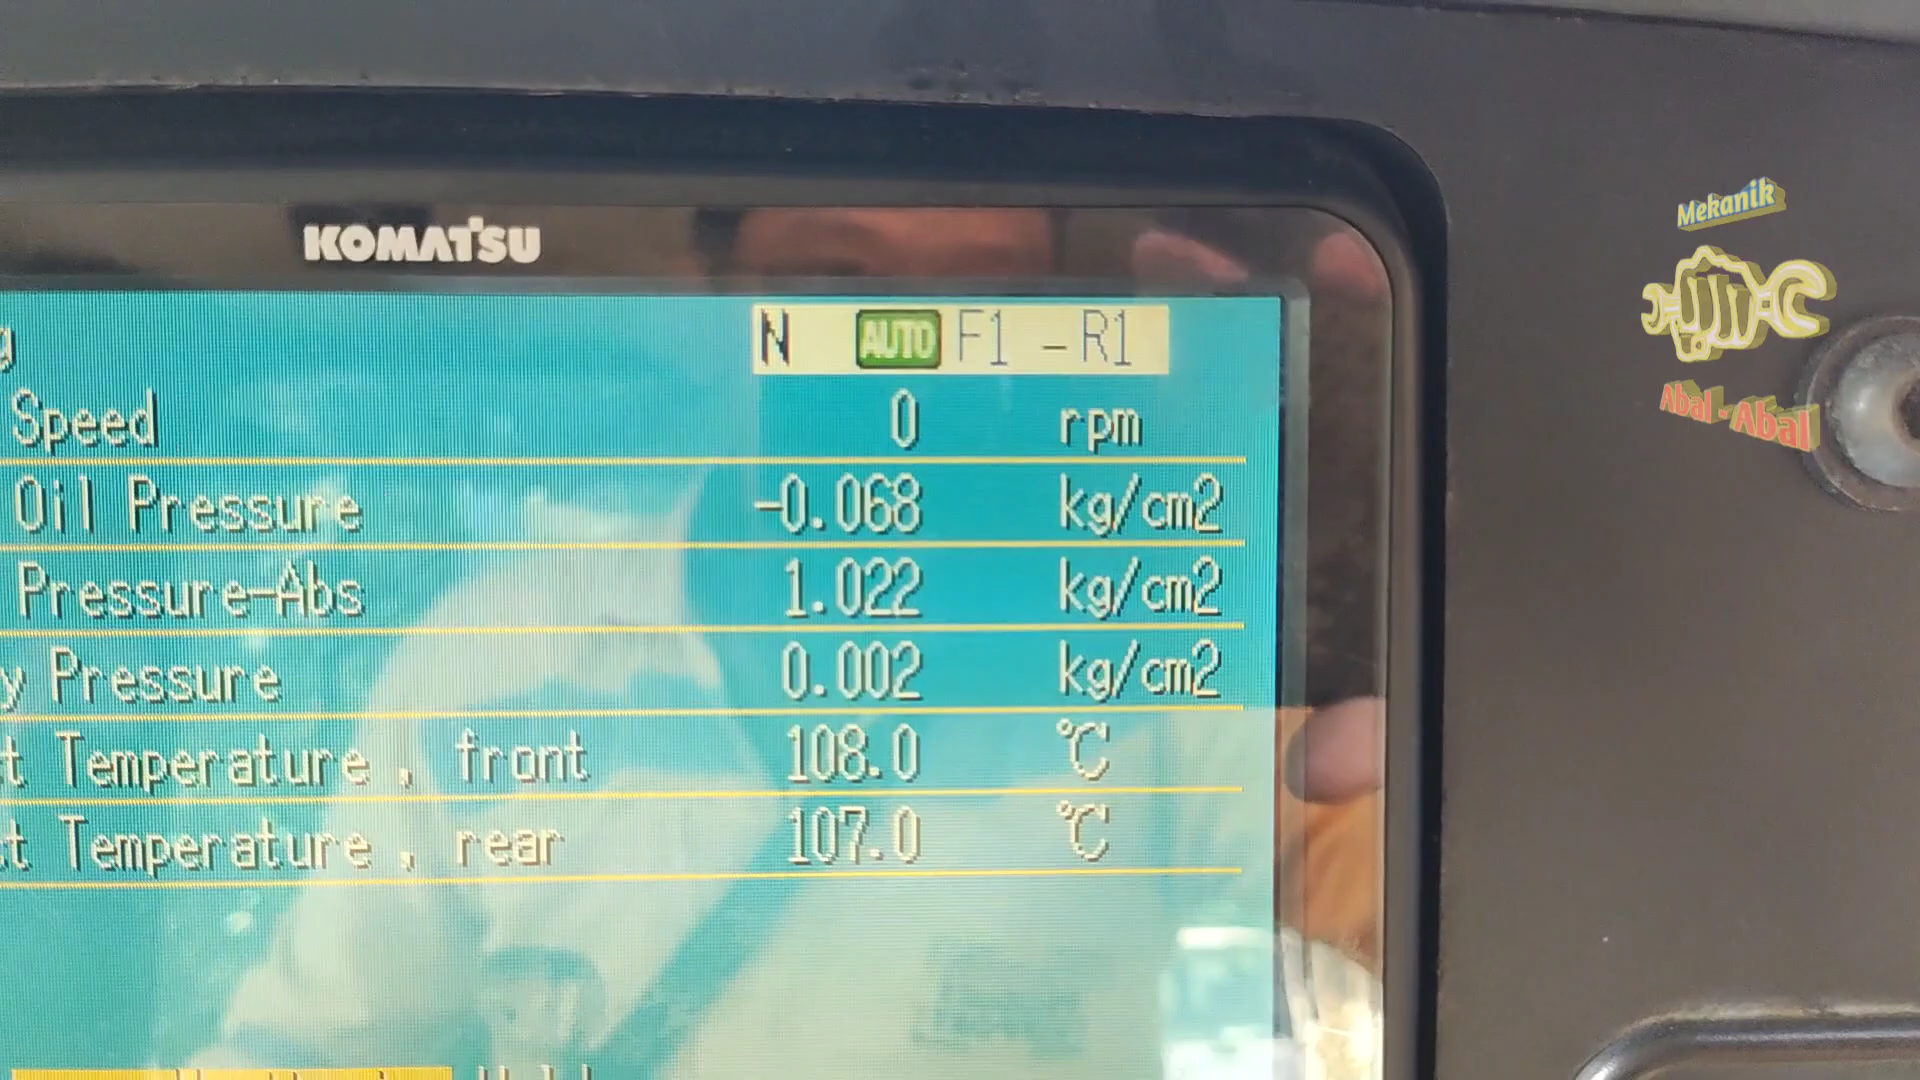 KOMATSU
N AUTO F1 - R1
Speed 0 rpm
Oil Pressure -0.068 kg/cm2
Pressure-Abs 1.022 kg/cm2
y Pressure 0.002 kg/cm2
t Temperature , front 108.0 ℃
t Temperature , rear 107.0 ℃
Mekanik
Abal - Abal